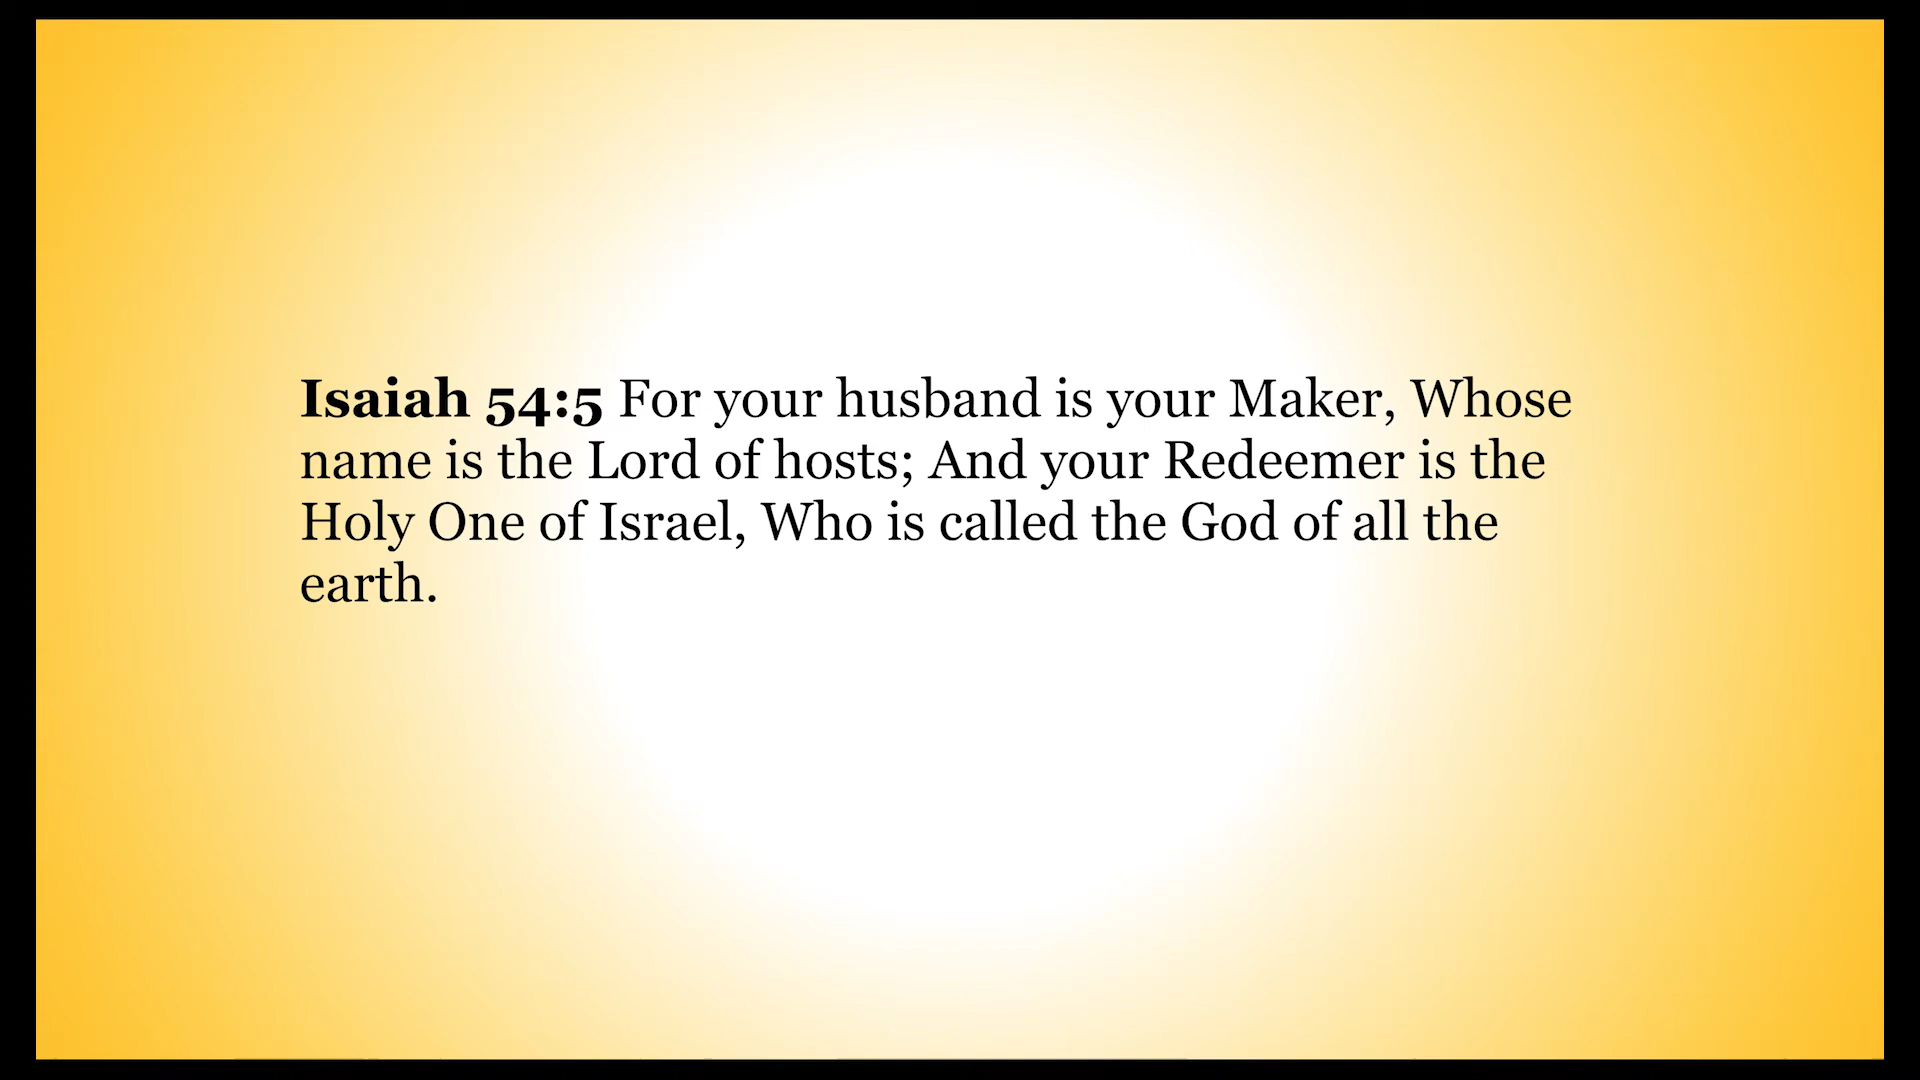 Isaiah 54:5 For your husband is your Maker, Whose
name is the Lord of hosts; And your Redeemer is the
Holy One of Israel, Who is called the God of all the
earth.